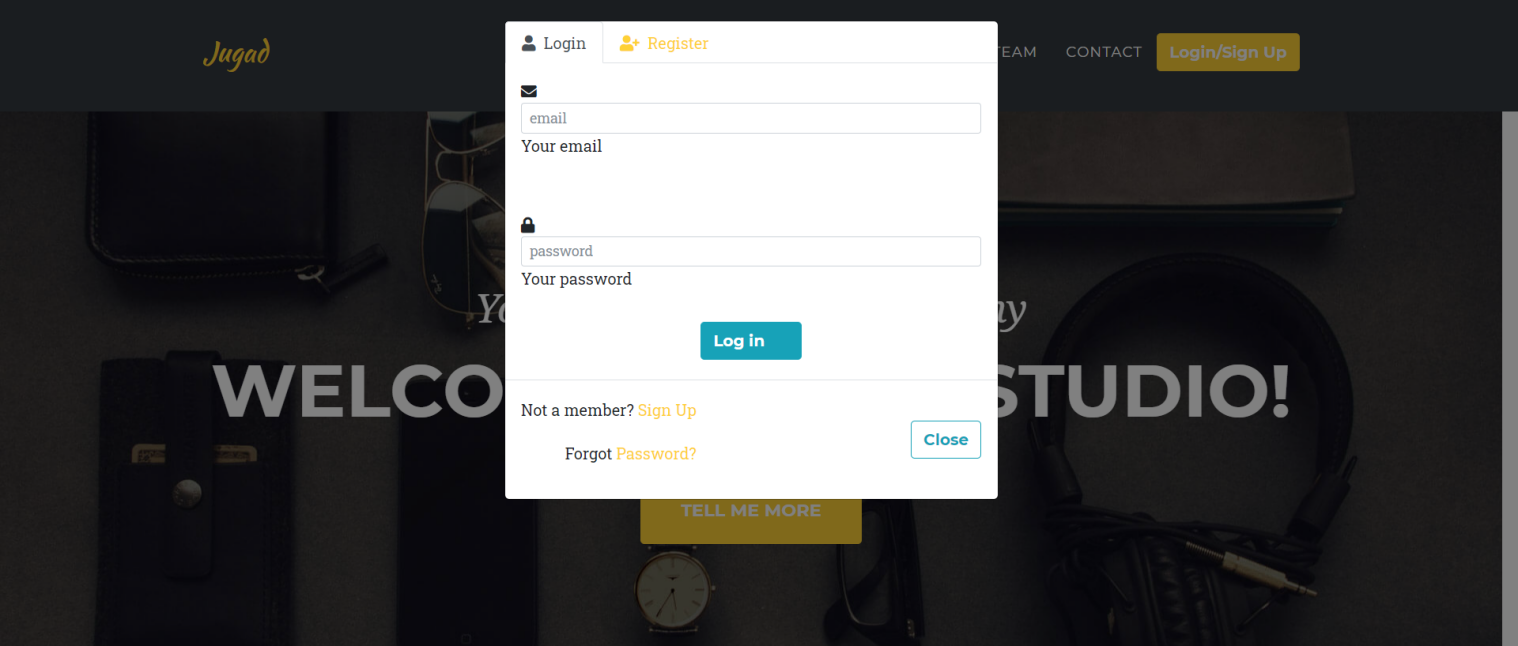 Jugad
TEAM
CONTACT
Login/Sign Up
Login
Register
email
Your email
password
Your password
Log in
Not a member? Sign Up
Forgot Password?
Close
STUDIO!
TELL ME MORE